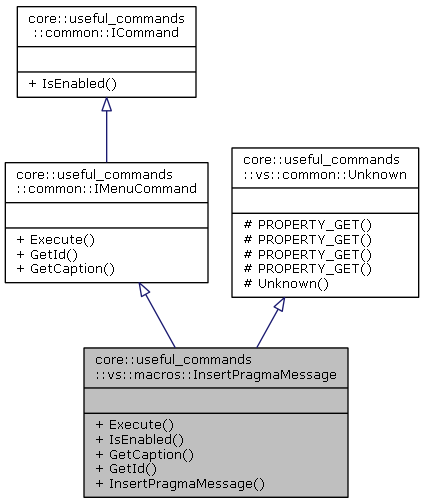 core::useful_commands
::common::ICommand
+ IsEnabled()
core::useful_commands
::common::IMenuCommand
+ Execute()
+ GetId()
+ GetCaption()
core::useful_commands
::vs::common::Unknown
# PROPERTY_GET()
# PROPERTY_GET()
# PROPERTY_GET()
# PROPERTY_GET()
# Unknown()
core::useful_commands
::vs::macros::InsertPragmaMessage
+ Execute()
+ IsEnabled()
+ GetCaption()
+ GetId()
+ InsertPragmaMessage()